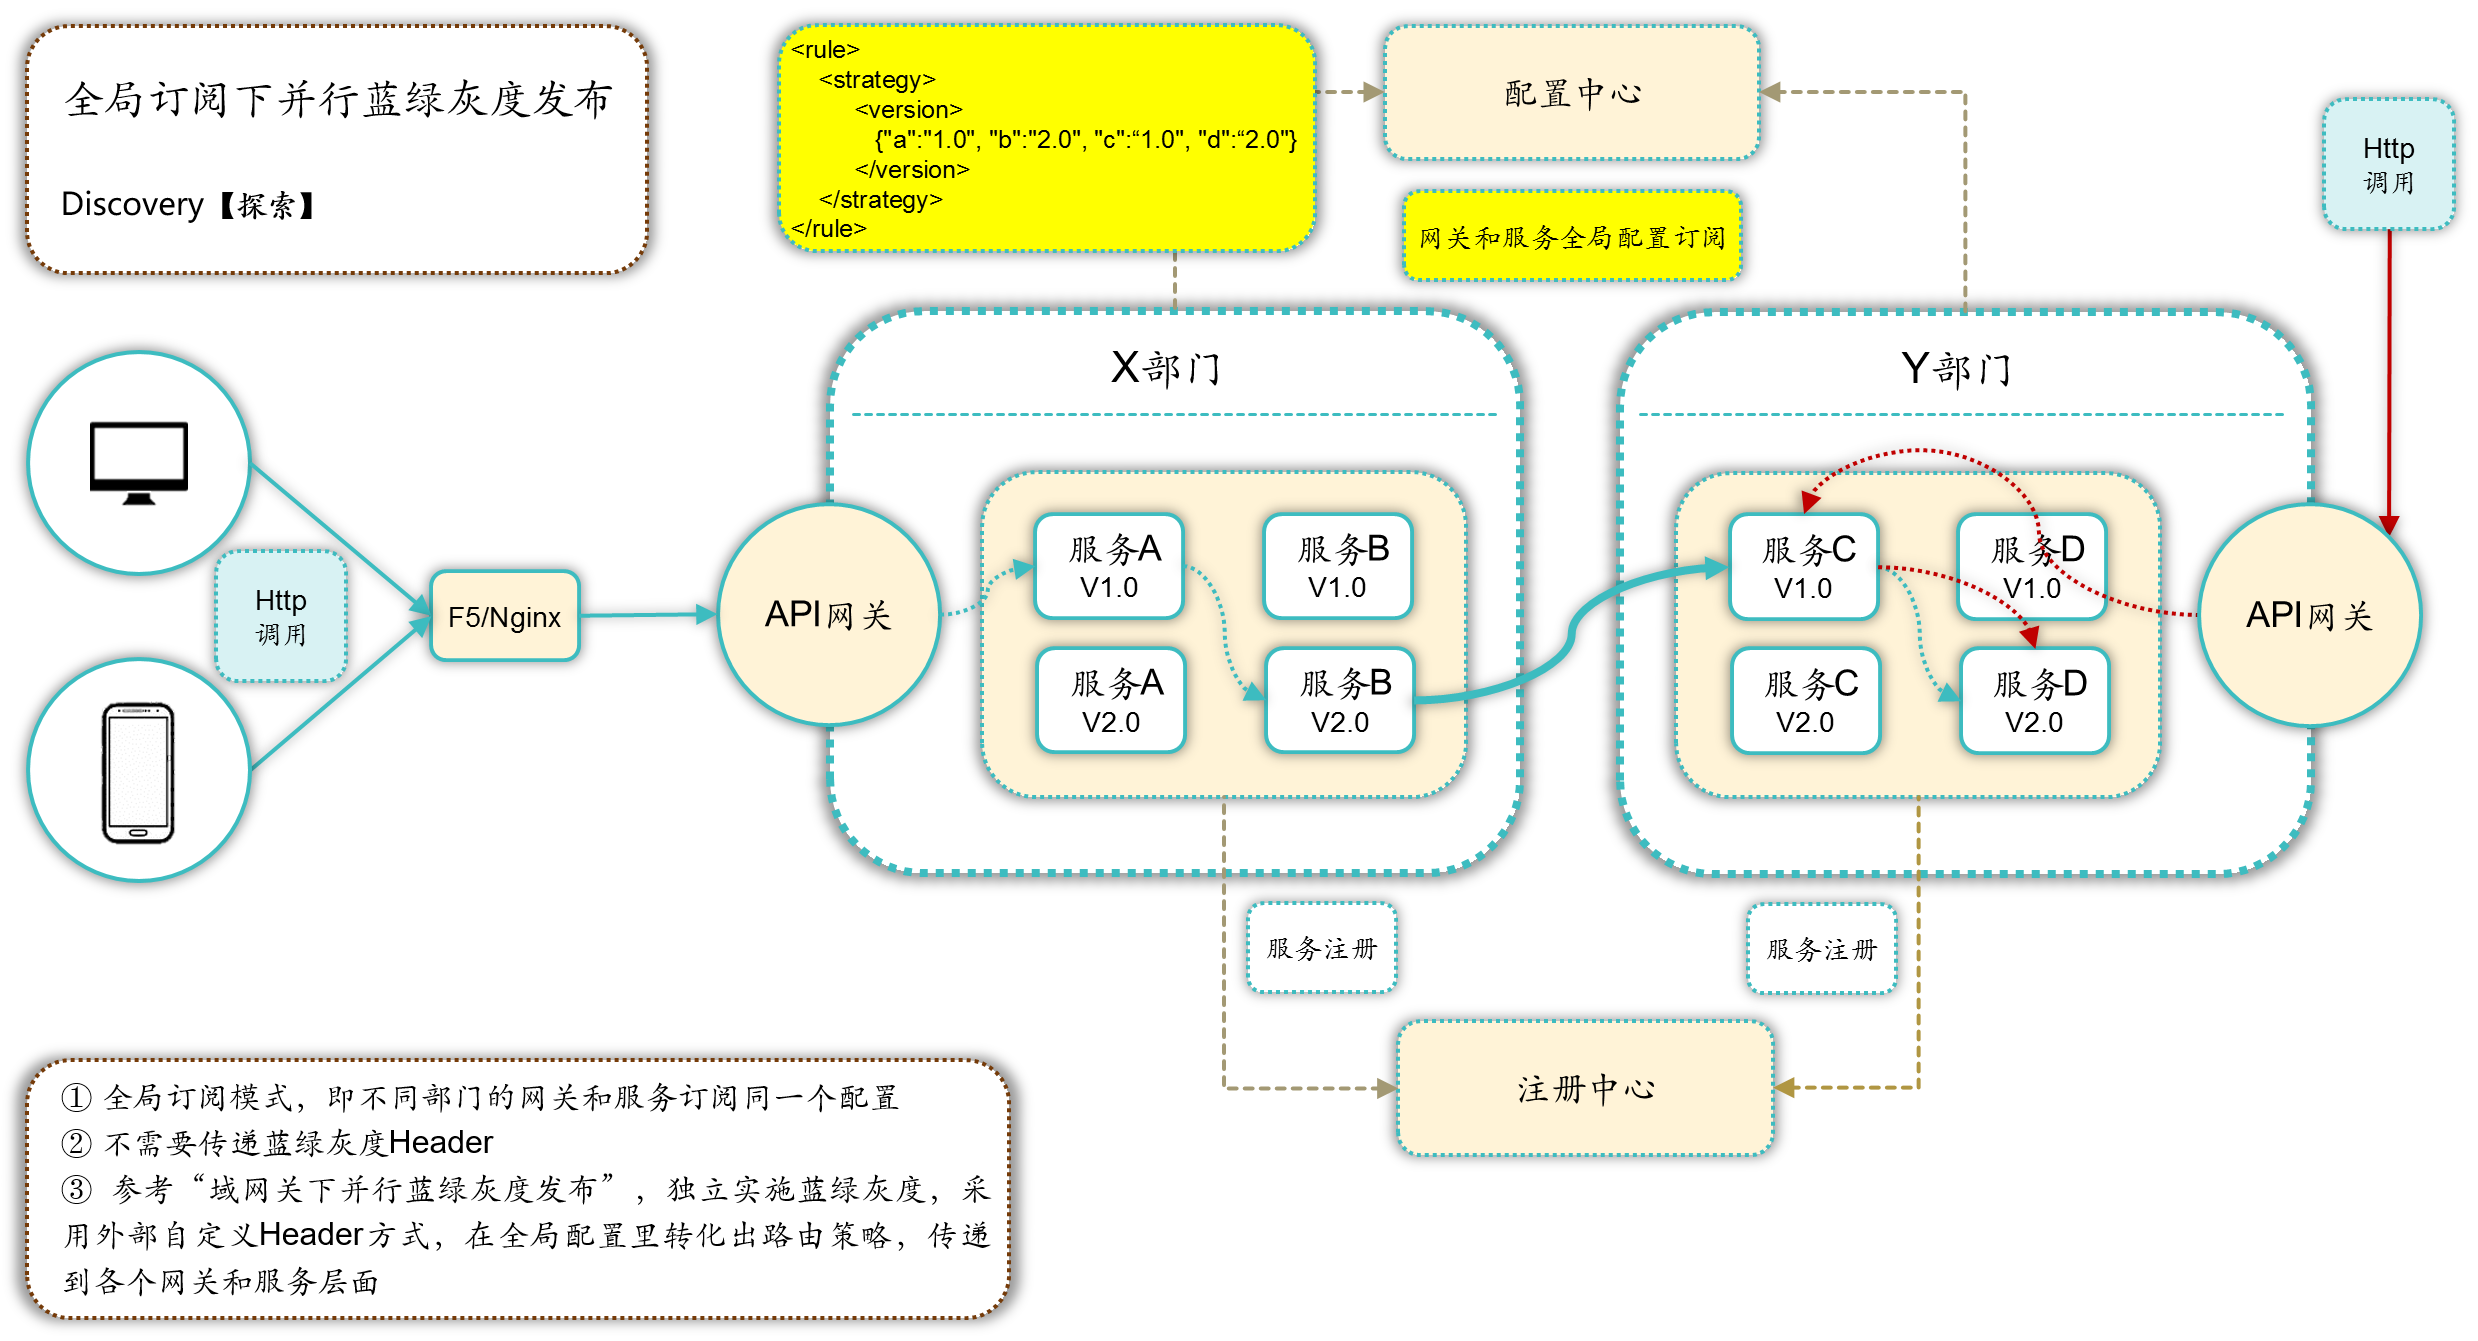 全局订阅下并行蓝绿灰度发布
Discovery【探索】
<rule>
<strategy>
<version>
{"a":"1.0", "b":"2.0", "c":“1.0", "d":“2.0"}
</version>
</strategy>
</rule>
配置中心
网关和服务全局配置订阅
Http
调用
X部门
Y部门
Http
调用
F5/Nginx
API网关
服务A
V1.0
服务B
V1.0
服务A
V2.0
服务B
V2.0
服务C
V1.0
服务D
V1.0
服务C
V2.0
服务D
V2.0
API网关
服务注册
服务注册
注册中心
① 全局订阅模式，即不同部门的网关和服务订阅同一个配置
② 不需要传递蓝绿灰度Header
③ 参考“域网关下并行蓝绿灰度发布”，独立实施蓝绿灰度，采
用外部自定义Header方式，在全局配置里转化出路由策略，传递
到各个网关和服务层面